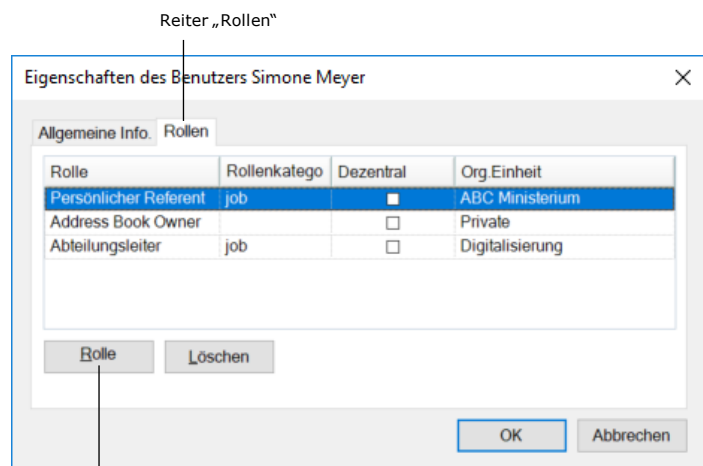 Reiter „Rollen“
Eigenschaften des Benutzers Simone Meyer
Allgemeine Info. Rollen
Rolle Rollenkatego Dezentral Org.Einheit
Persönlicher Referent job ABC Ministerium
Address Book Owner Private
Abteilungsleiter job Digitalisierung
Rolle Löschen
OK Abbrechen